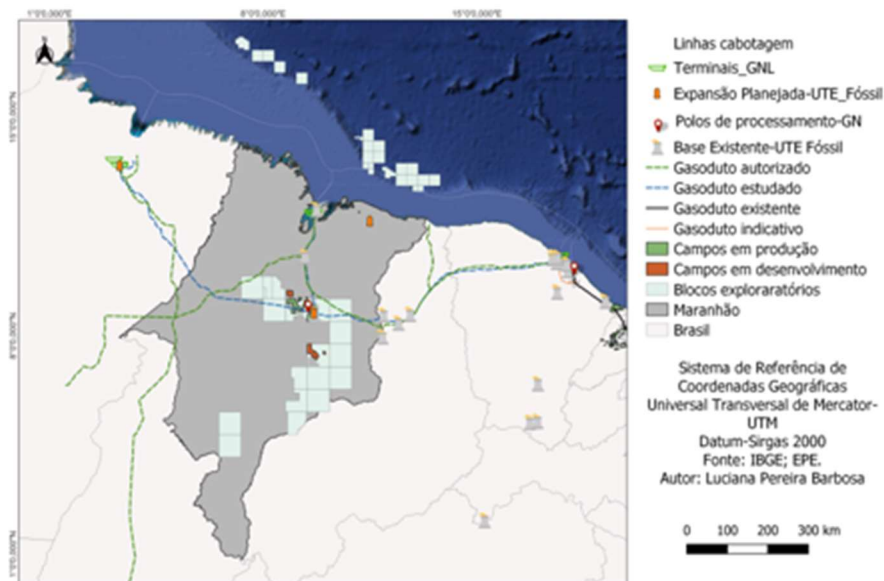 1°0'0.000"E
8°0'0.000"E
15°0'0.000"E
Linhas cabotagem
Terminais_GNL
Expansão Planejada-UTE_Fóssil
Polos de processamento-GN
Base Existente-UTE Fóssil
Gasoduto autorizado
Gasoduto estudado
Gasoduto existente
Gasoduto indicativo
Campos em produção
Campos em desenvolvimento
Blocos exploraratórios
Maranhão
Brasil
Sistema de Referência de
Coordenadas Geográficas
Universal Transversal de Mercator-
UTM
Datum-Sirgas 2000
Fonte: IBGE; EPE.
Autor: Luciana Pereira Barbosa
0 100 200 300 km